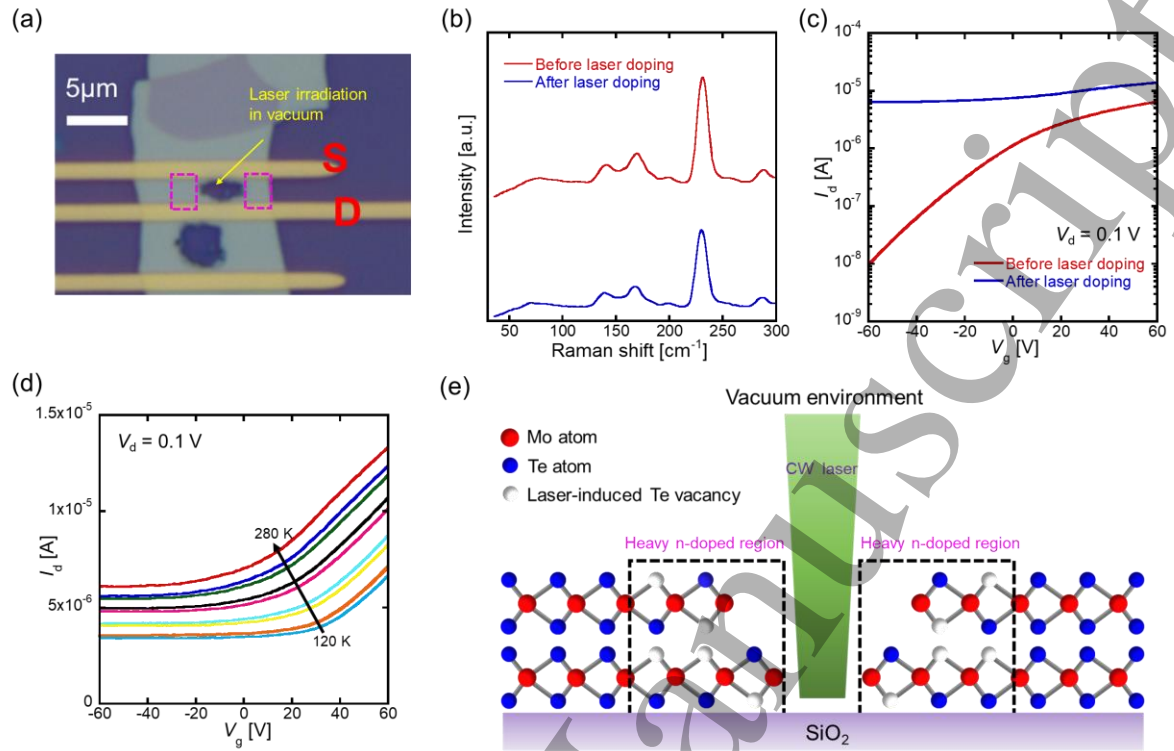 (a)
5μm
Laser irradiation
in vacuum
S
D
(b)
Before laser doping
After laser doping
Intensity [a.u.]
50 100 150 200 250 300
Raman shift [cm⁻¹]
(c)
10⁻⁴
10⁻⁵
10⁻⁶
10⁻⁷
10⁻⁸
10⁻⁹
I_d [A]
V_d = 0.1 V
Before laser doping
After laser doping
-60 -40 -20 0 20 40 60
V_g [V]
(d)
1.5x10⁻⁵
1x10⁻⁵
5x10⁻⁶
0
I_d [A]
V_d = 0.1 V
280 K
120 K
-60 -40 -20 0 20 40 60
V_g [V]
(e)
Vacuum environment
Mo atom
Te atom
Laser-induced Te vacancy
CW laser
Heavy n-doped region
Heavy n-doped region
SiO₂
anuscrip